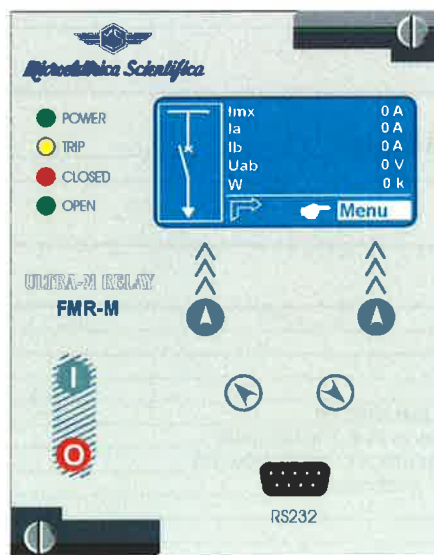 Microelettrica Scientifica
POWER
TRIP
CLOSED
OPEN
Imx 0 A
Ia 0 A
Ib 0 A
Uab 0 V
W 0 k
Menu
ULTRA-M RELAY
FMR-M
I
O
RS232